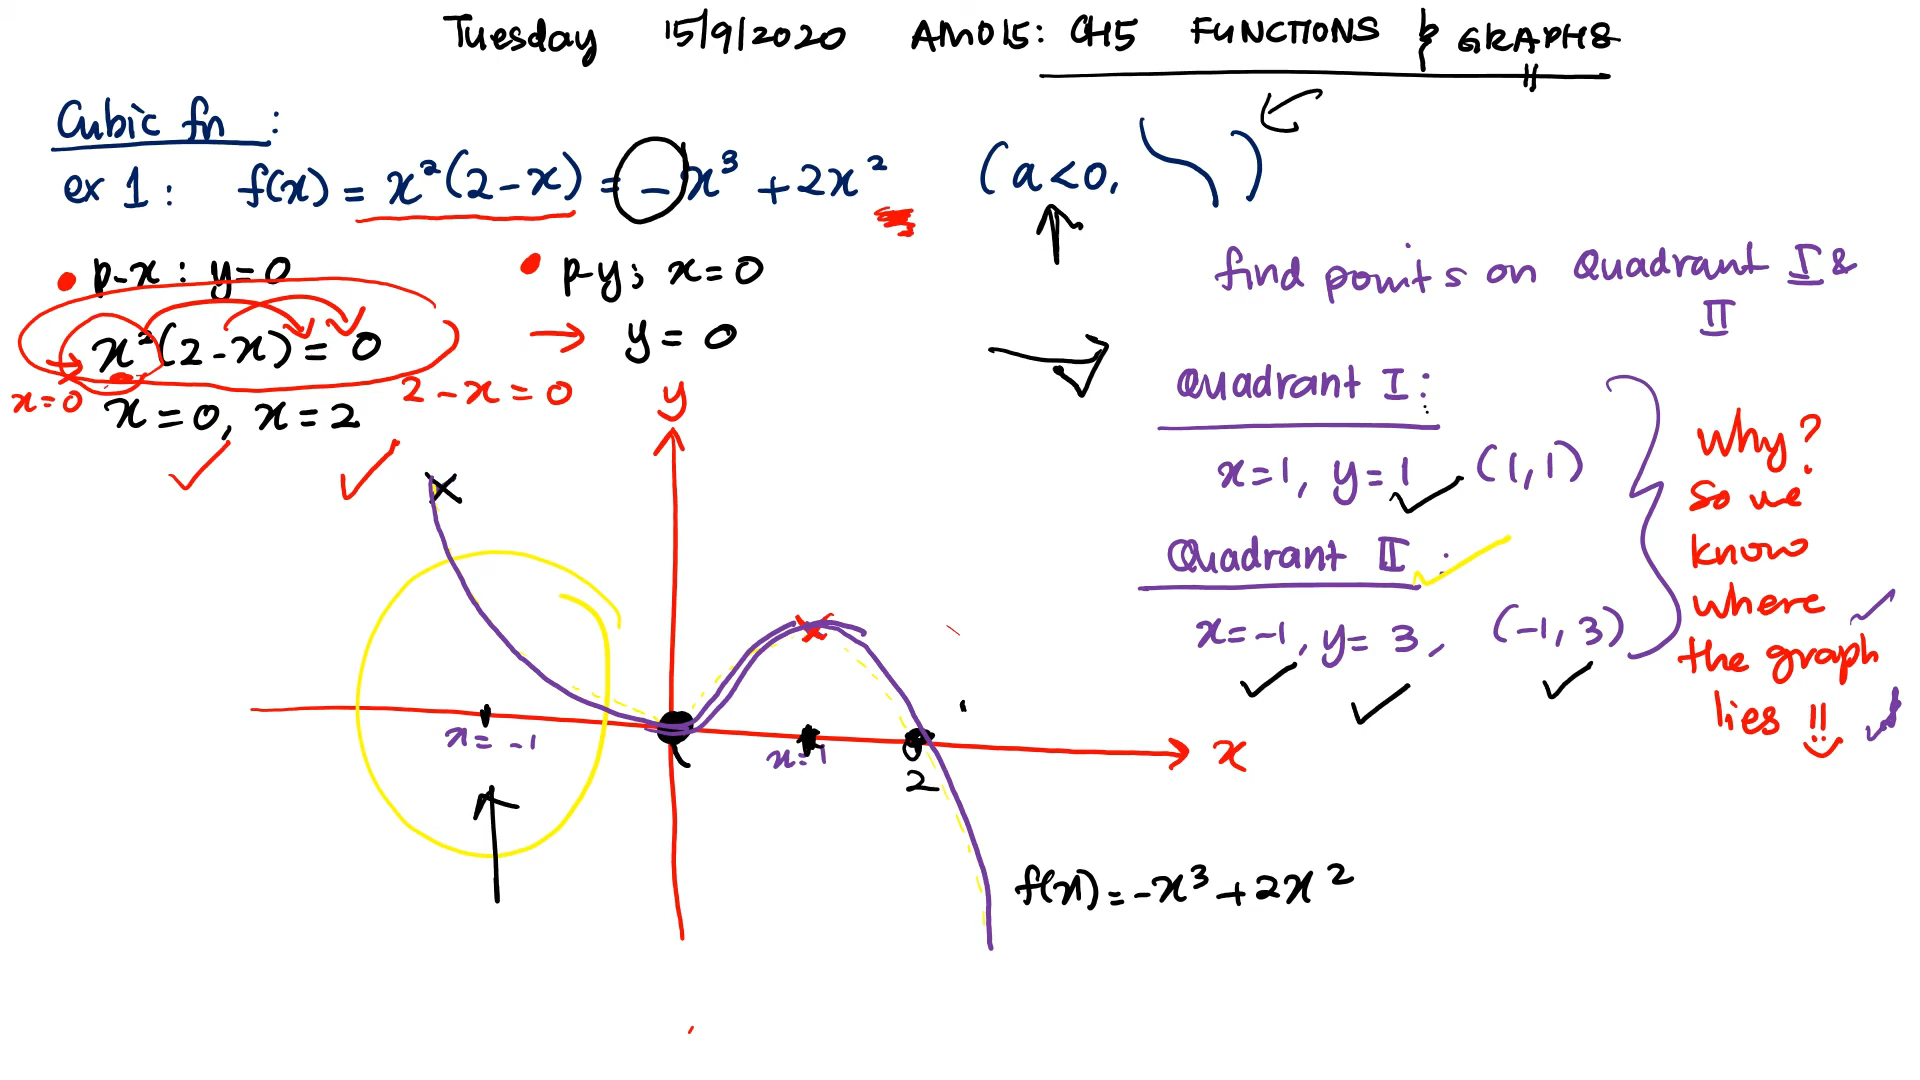 Tuesday 15/9/2020 AM015: CH5 FUNCTIONS & GRAPHS
Cubic fn :
ex 1 : f(x) = x²(2-x) = -x³ + 2x² (a<0, )
p-x : y=0
p-y ; x=0
x²(2-x) = 0
→ y = 0
x=0
2-x = 0
x=0, x=2
find points on Quadrant I &
II
Quadrant I :
x=1, y=1 (1,1)
Quadrant II :
x=-1, y=3, (-1,3)
Why?
So we
know
where
the graph
lies !!
y
x
x=-1
x=1
2
f(x) = -x³ + 2x²